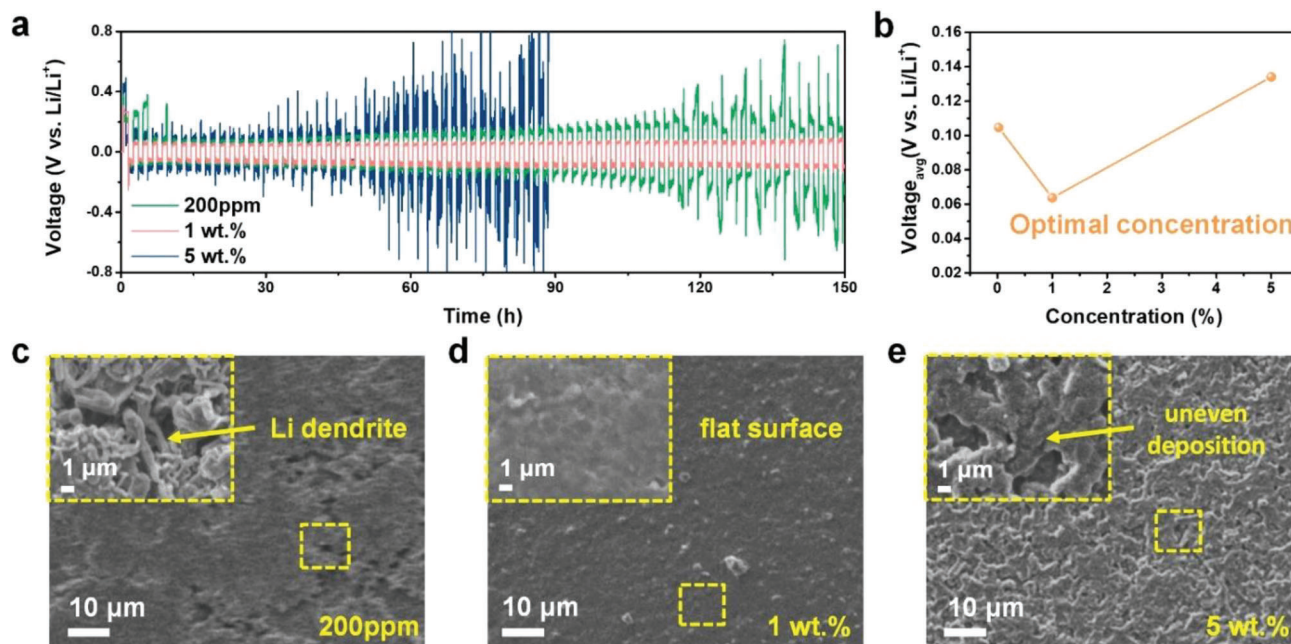 a
0.8
0.4
0.0
-0.4
-0.8
Voltage (V vs. Li/Li⁺)
200ppm
1 wt.%
5 wt.%
0
30
60
90
120
150
Time (h)
b
0.16
0.14
0.12
0.10
0.08
0.06
0.04
0.02
Voltageavg(V vs. Li/Li⁺)
Optimal concentration
0
1
2
3
4
5
Concentration (%)
c
Li dendrite
1 µm
10 µm
200ppm
d
flat surface
1 µm
10 µm
1 wt.%
e
uneven
deposition
1 µm
10 µm
5 wt.%